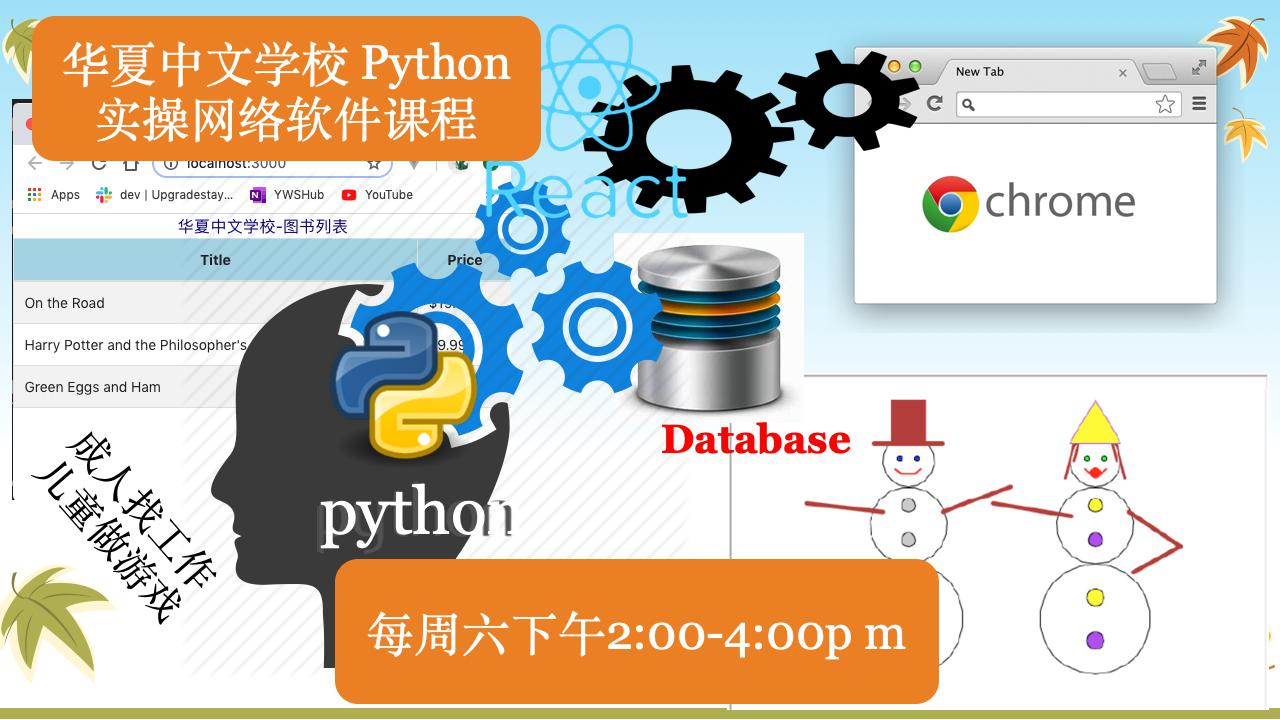 华夏中文学校 Python
实操网络软件课程
React
New Tab
localhost:3000
Apps
dev | Upgradestay...
YWSHub
YouTube
chrome
华夏中文学校-图书列表
Title
Price
On the Road
Harry Potter and the Philosopher's
9.99
Green Eggs and Ham
Database
成人找工作
儿童做游戏
python
每周六下午2:00-4:00p m